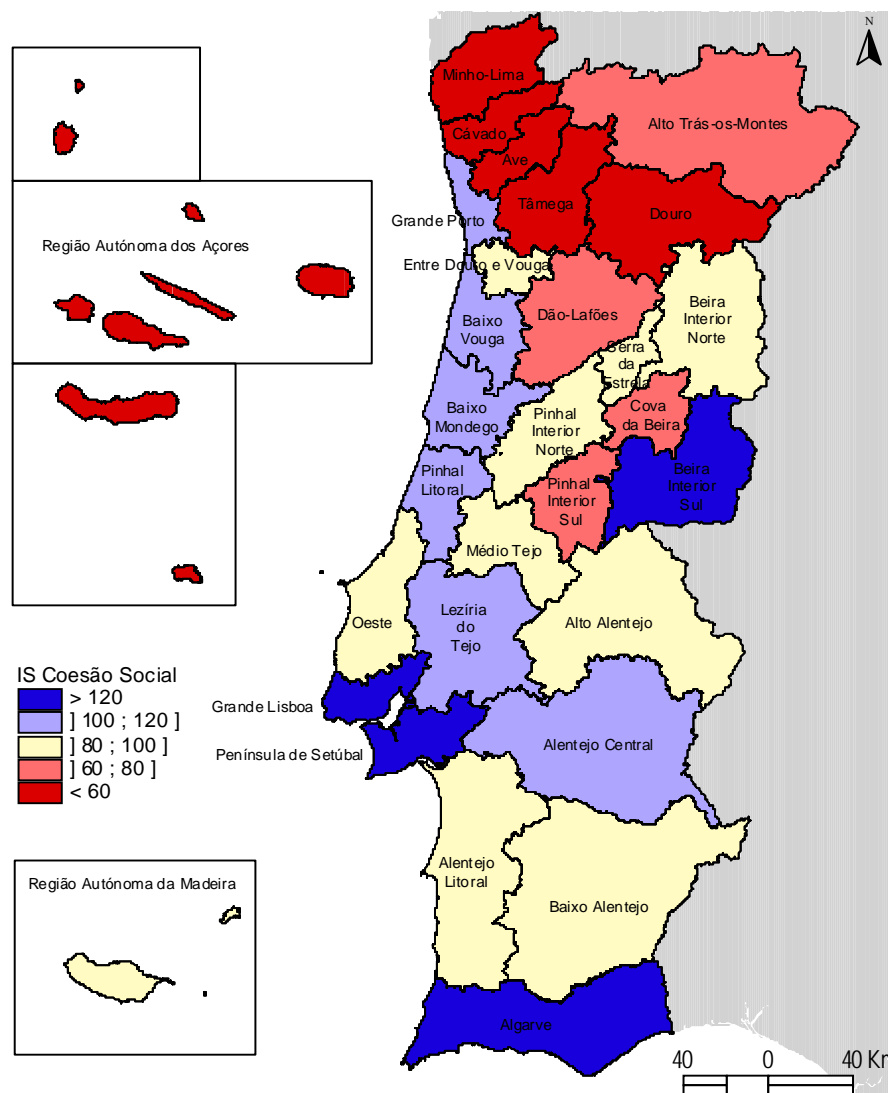 N
Minho-Lima
Cávado
Ave
Alto Trás-os-Montes
Tâmega
Douro
Grande Porto
Região Autónoma dos Açores
Entre Douro e Vouga
Baixo
Vouga
Dão-Lafões
Beira
Interior
Norte
Serra
da
Estrela
Baixo
Mondego
Pinhal
Interior
Norte
Cova
da Beira
Pinhal
Litoral
Pinhal
Interior
Sul
Beira
Interior
Sul
Médio Tejo
Oeste
Lezíria
do
Tejo
Alto Alentejo
IS Coesão Social
> 120
] 100 ; 120 ]
] 80 ; 100 ]
] 60 ; 80 ]
< 60
Grande Lisboa
Península de Setúbal
Alentejo Central
Alentejo
Litoral
Baixo Alentejo
Região Autónoma da Madeira
Algarve
40 0 40 Km